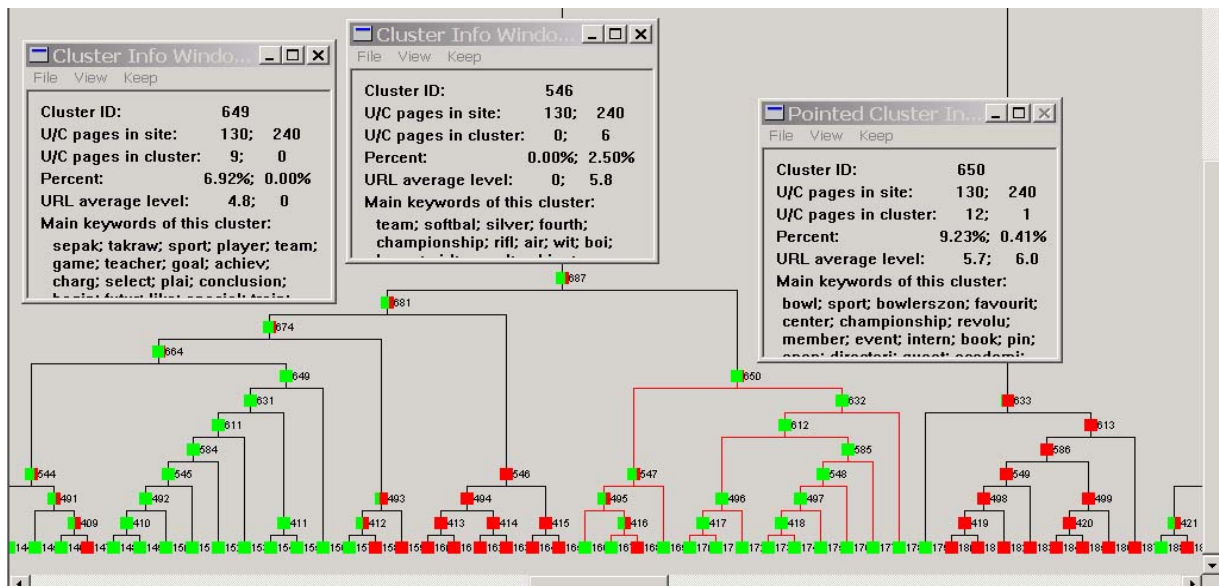 Cluster Info Windo...
File View Keep
Cluster ID: 649
U/C pages in site: 130; 240
U/C pages in cluster: 9; 0
Percent: 6.92%; 0.00%
URL average level: 4.8; 0
Main keywords of this cluster:
sepak; takraw; sport; player; team;
game; teacher; goal; achiev;
charg; select; plai; conclusion;
Cluster Info Windo...
File View Keep
Cluster ID: 546
U/C pages in site: 130; 240
U/C pages in cluster: 0; 6
Percent: 0.00%; 2.50%
URL average level: 0; 5.8
Main keywords of this cluster:
team; softbal; silver; fourth;
championship; rifl; air; wit; boi;
Pointed Cluster In...
File View Keep
Cluster ID: 650
U/C pages in site: 130; 240
U/C pages in cluster: 12; 1
Percent: 9.23%; 0.41%
URL average level: 5.7; 6.0
Main keywords of this cluster:
bowl; sport; bowlerszon; favourit;
center; championship; revolu;
member; event; intern; book; pin;
687
681
674
664
649 650
631 632 633
611 612 613
584 585 586
544 545 546 547 548 549
491 492 493 494 495 496 497 498 499
409 410 411 412 413 414 415 416 417 418 419 420 421